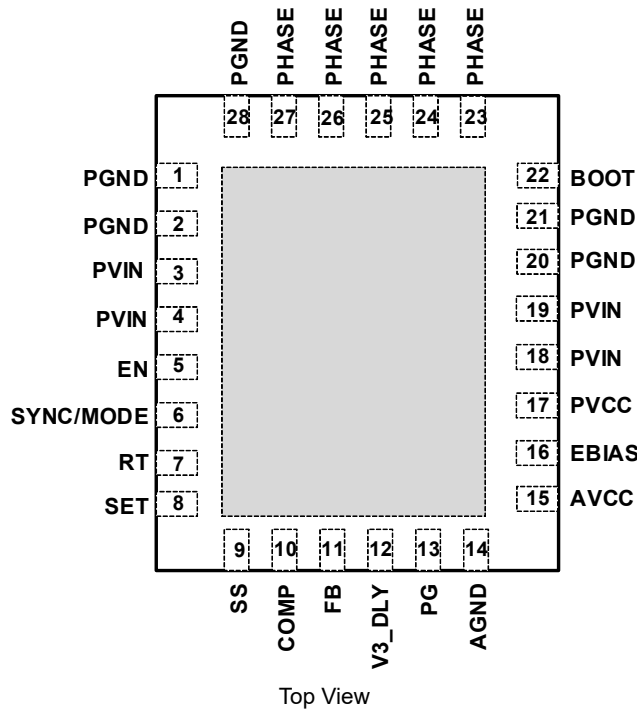 PGND
PHASE
PHASE
PHASE
PHASE
PHASE
28
27
26
25
24
23
PGND 1
PGND 2
PVIN 3
PVIN 4
EN 5
SYNC/MODE 6
RT 7
SET 8
22 BOOT
21 PGND
20 PGND
19 PVIN
18 PVIN
17 PVCC
16 EBIAS
15 AVCC
9
10
11
12
13
14
SS
COMP
FB
V3_DLY
PG
AGND
Top View